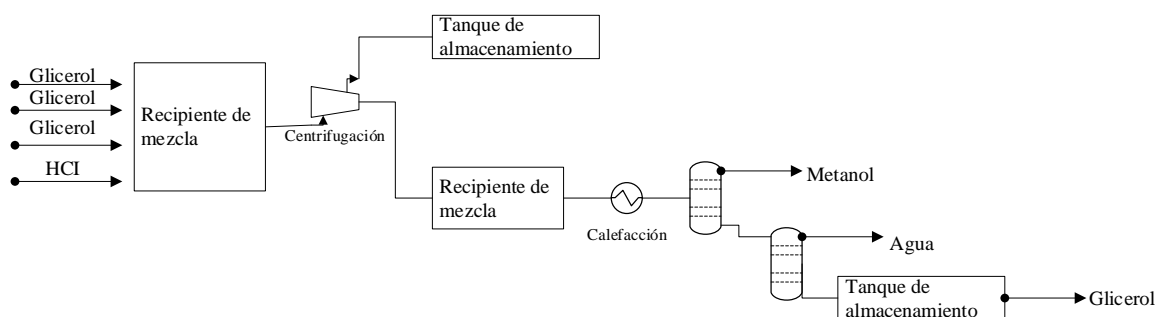 Tanque de
almacenamiento
Glicerol
Glicerol
Glicerol
HCI
Recipiente de
mezcla
Centrifugación
Recipiente de
mezcla
Calefacción
Metanol
Agua
Tanque de
almacenamiento
Glicerol